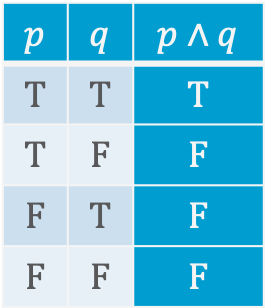 p q p ∧ q
T T T
T F F
F T F
F F F